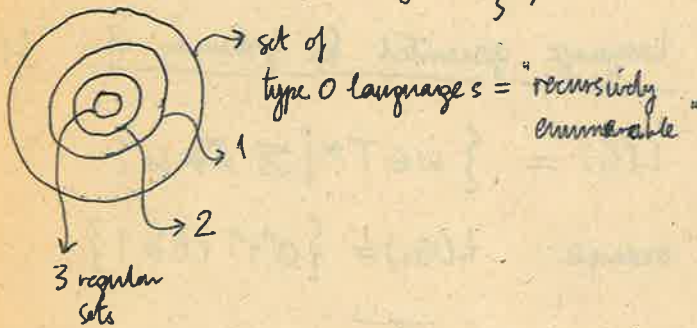 set of
type 0 languages = "recursively
enumerable"
1
2
3 regular
sets